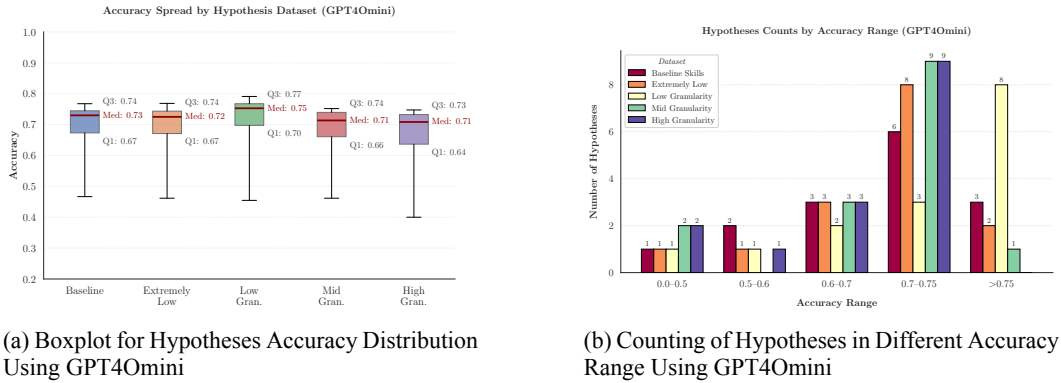 Accuracy Spread by Hypothesis Dataset (GPT4Omini)
Accuracy
1.0
0.9
0.8
0.7
0.6
0.5
0.4
0.3
0.2
Q3: 0.74
Med: 0.73
Q1: 0.67
Q3: 0.74
Med: 0.72
Q1: 0.67
Q3: 0.77
Med: 0.75
Q1: 0.70
Q3: 0.74
Med: 0.71
Q1: 0.66
Q3: 0.73
Med: 0.71
Q1: 0.64
Baseline
Extremely
Low
Low
Gran.
Mid
Gran.
High
Gran.
(a) Boxplot for Hypotheses Accuracy Distribution
Using GPT4Omini
Hypotheses Counts by Accuracy Range (GPT4Omini)
Number of Hypotheses
8
6
4
2
0
Dataset
Baseline Skills
Extremely Low
Low Granularity
Mid Granularity
High Granularity
1 1 1 2 2
2 1 1 1
3 3 2 3 3
6 8 3 9 9
3 2 8 1
0.0–0.5
0.5–0.6
0.6–0.7
0.7–0.75
>0.75
Accuracy Range
(b) Counting of Hypotheses in Different Accuracy
Range Using GPT4Omini